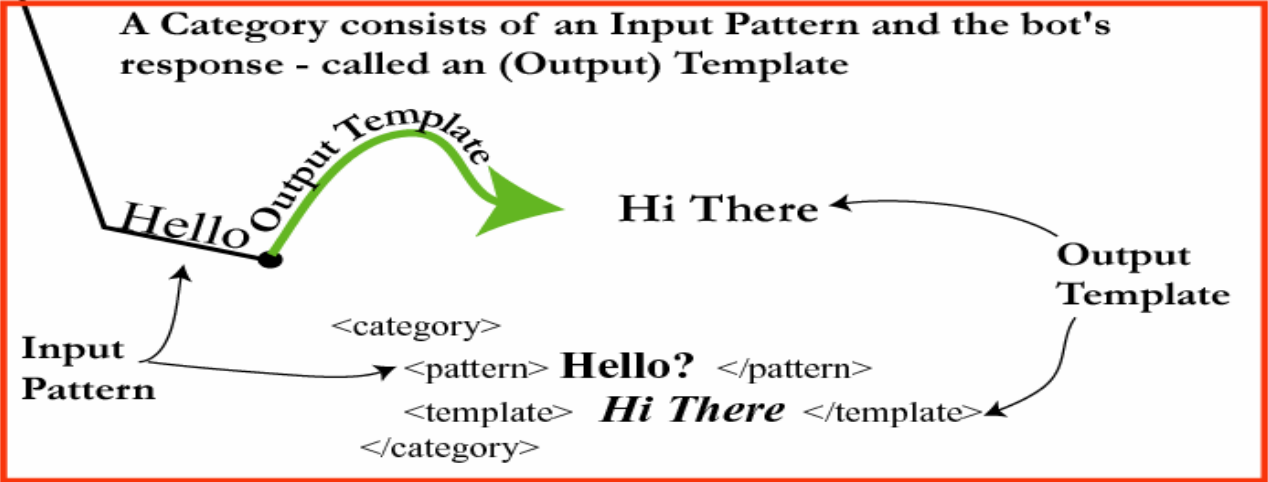 A Category consists of an Input Pattern and the bot's
response - called an (Output) Template
Output Template
Hello
Hi There
Output
Template
Input
Pattern
<category>
<pattern> Hello? </pattern>
<template> Hi There </template>
</category>